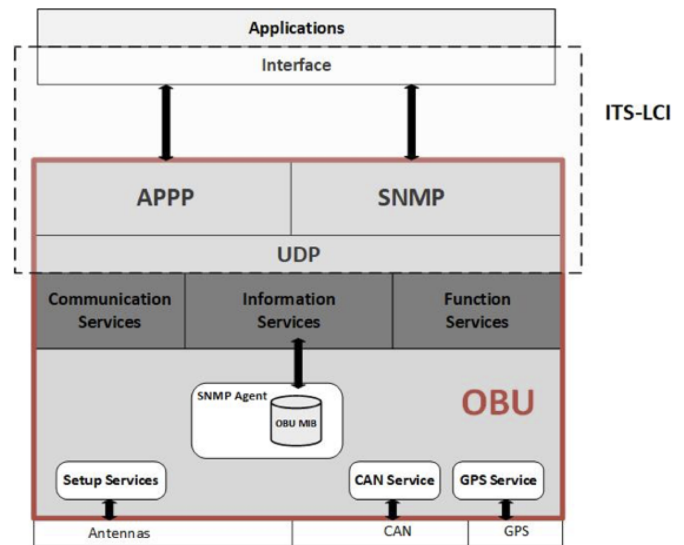 Applications
Interface
ITS-LCI
APPP
SNMP
UDP
Communication
Services
Information
Services
Function
Services
SNMP Agent
OBU MIB
OBU
Setup Services
CAN Service
GPS Service
Antennas
CAN
GPS